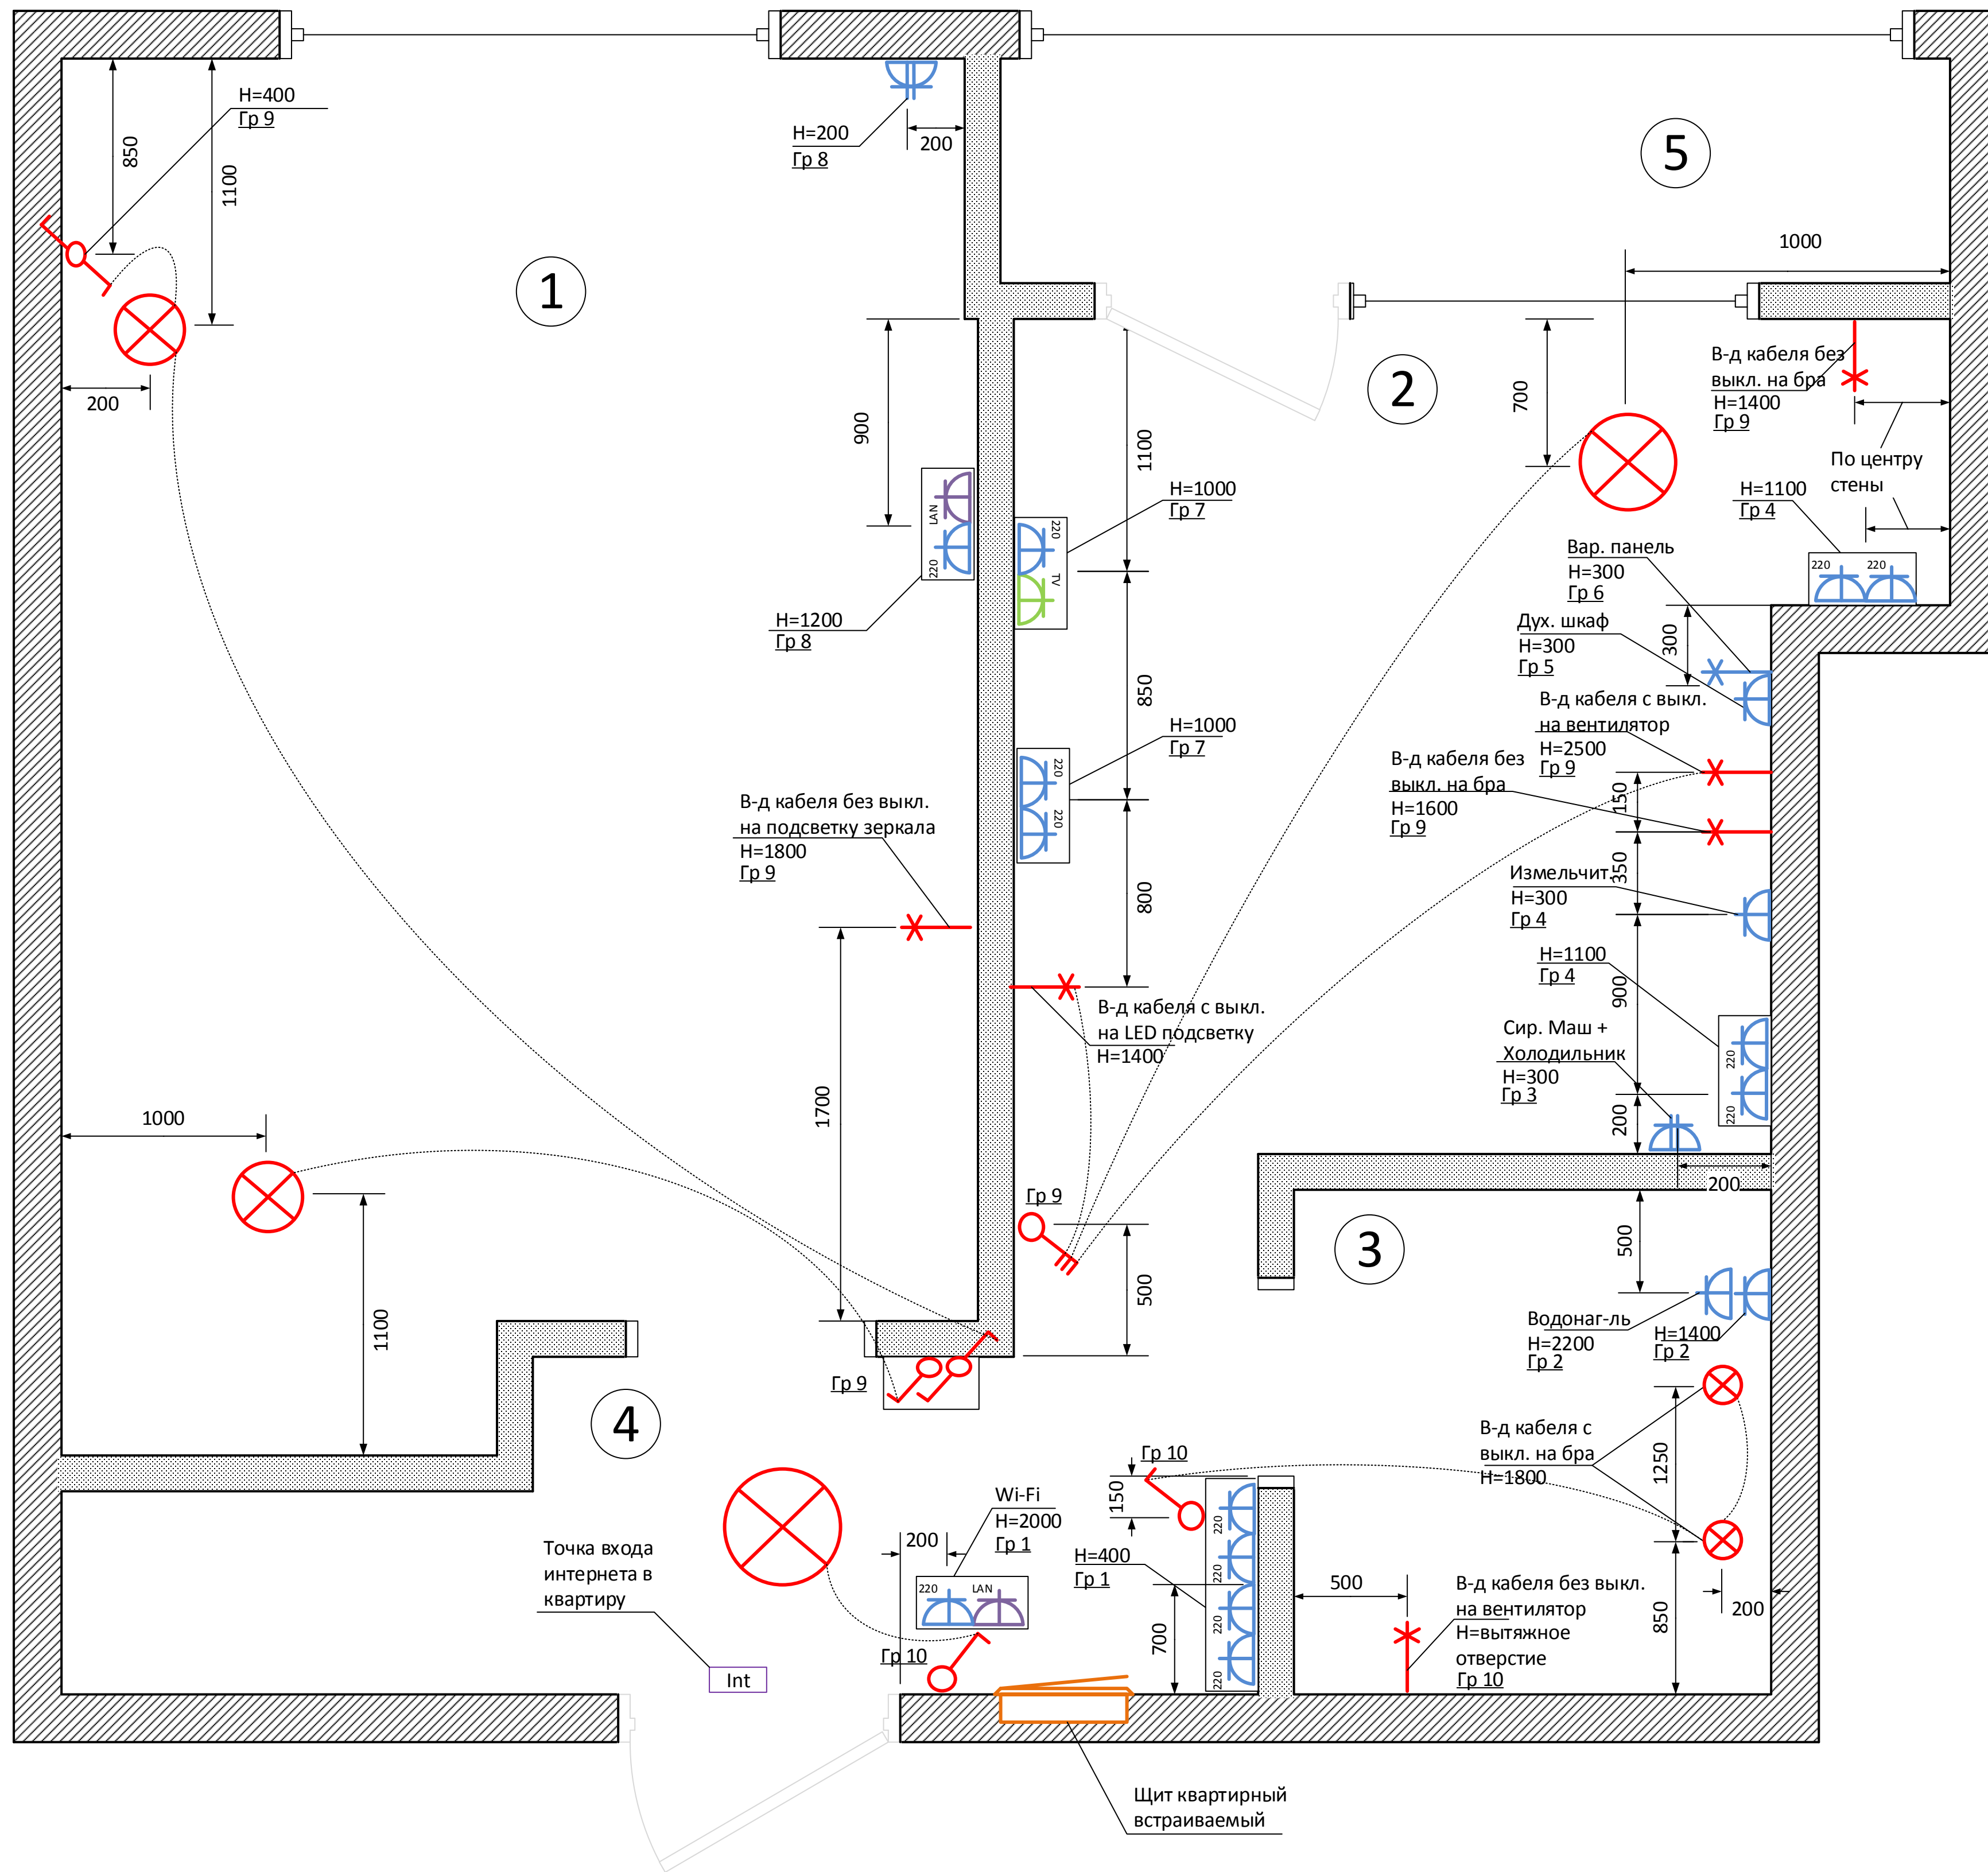 H=400
Гр 9
850
1100
200
1
H=200
Гр 8
200
5
1000
900
LAN
220
H=1200
Гр 8
1100
220
TV
H=1000
Гр 7
2
700
В-д кабеля без
выкл. на бра
H=1400
Гр 9
По центру
стены
H=1100
Гр 4
220
220
Вар. панель
H=300
Гр 6
300
Дух. шкаф
H=300
Гр 5
850
H=1000
Гр 7
220
220
В-д кабеля с выкл.
на вентилятор
H=2500
Гр 9
150
В-д кабеля без
выкл. на бра
H=1600
Гр 9
350
В-д кабеля без выкл.
на подсветку зеркала
H=1800
Гр 9
800
Измельчит.
H=300
Гр 4
H=1100
Гр 4
900
220
220
В-д кабеля с выкл.
на LED подсветку
H=1400
Сир. Маш +
Холодильник
H=300
Гр 3
200
200
1700
1000
1100
Гр 9
500
3
500
Водонаг-ль
H=2200
Гр 2
H=1400
Гр 2
Гр 9
4
В-д кабеля с
выкл. на бра
H=1800
1250
Гр 10
150
Wi-Fi
H=2000
Гр 1
200
220
LAN
H=400
Гр 1
220
220
220
220
700
Точка входа
интернета в
квартиру
Int
Гр 10
500
В-д кабеля без выкл.
на вентилятор
H=вытяжное
отверстие
Гр 10
850
200
Щит квартирный
встраиваемый